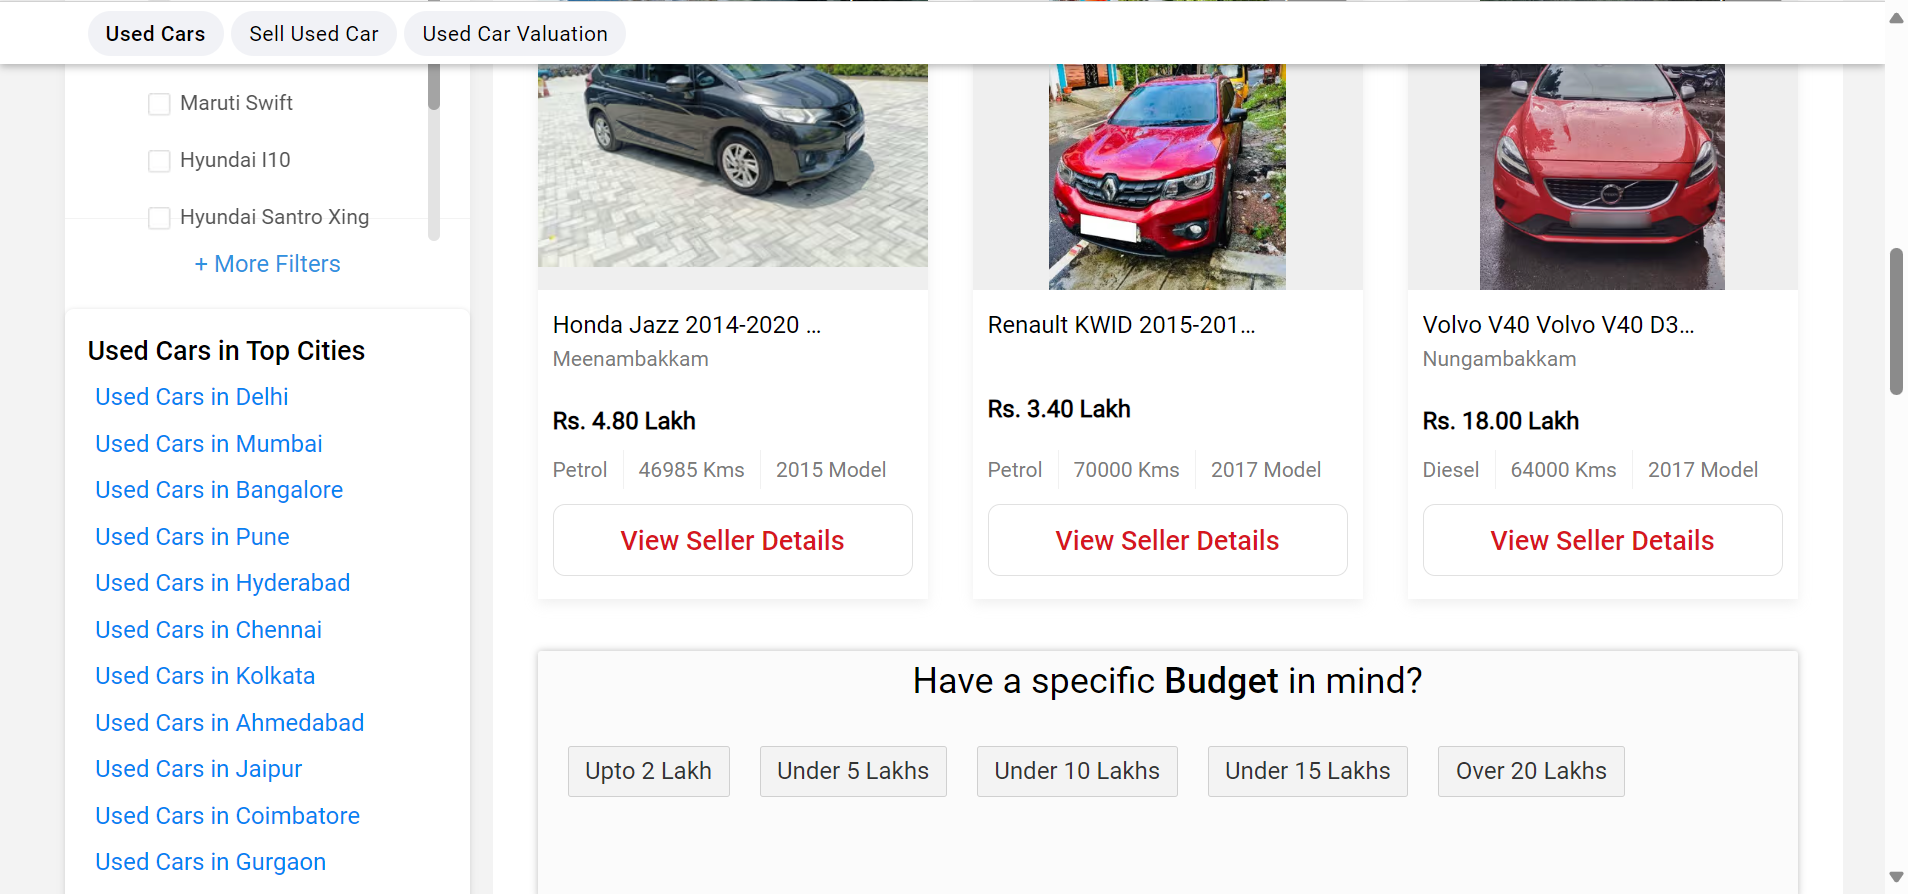 Used Cars
Sell Used Car
Used Car Valuation
Maruti Swift
Hyundai I10
Hyundai Santro Xing
+ More Filters
Used Cars in Top Cities
Used Cars in Delhi
Used Cars in Mumbai
Used Cars in Bangalore
Used Cars in Pune
Used Cars in Hyderabad
Used Cars in Chennai
Used Cars in Kolkata
Used Cars in Ahmedabad
Used Cars in Jaipur
Used Cars in Coimbatore
Used Cars in Gurgaon
Honda Jazz 2014-2020 ...
Meenambakkam
Rs. 4.80 Lakh
Petrol
46985 Kms
2015 Model
View Seller Details
Renault KWID 2015-201...
Rs. 3.40 Lakh
Petrol
70000 Kms
2017 Model
View Seller Details
Volvo V40 Volvo V40 D3...
Nungambakkam
Rs. 18.00 Lakh
Diesel
64000 Kms
2017 Model
View Seller Details
Have a specific Budget in mind?
Upto 2 Lakh
Under 5 Lakhs
Under 10 Lakhs
Under 15 Lakhs
Over 20 Lakhs